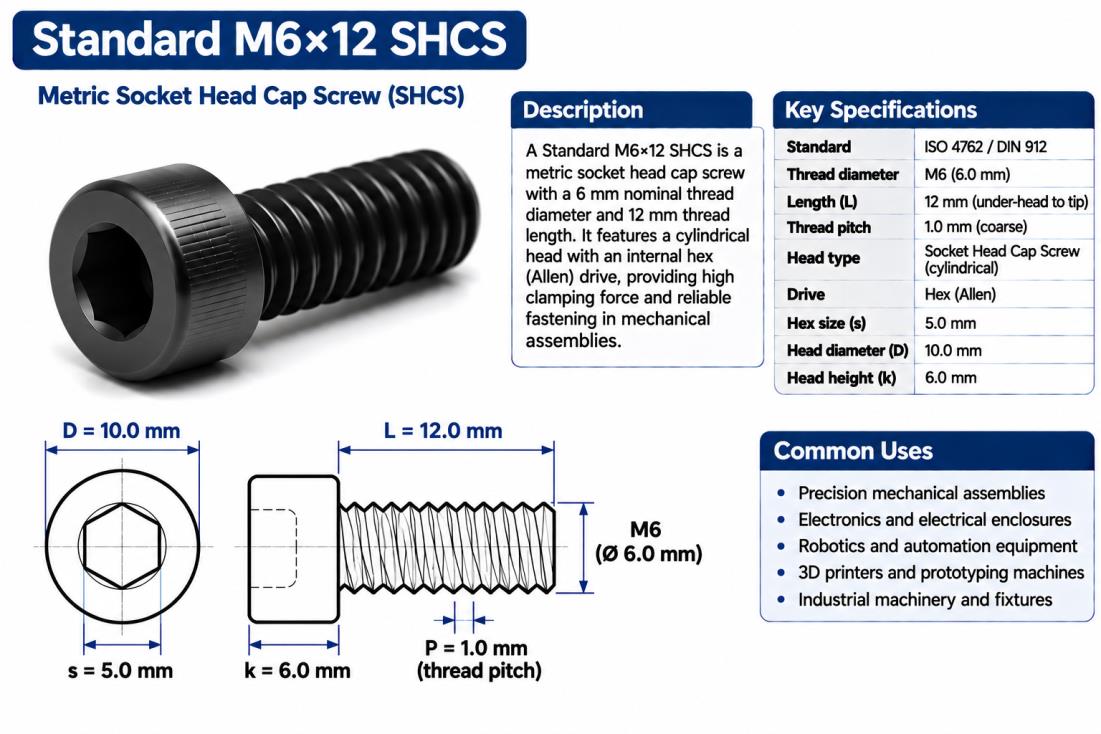 Standard M6×12 SHCS
Metric Socket Head Cap Screw (SHCS)
Description
A Standard M6×12 SHCS is a
metric socket head cap screw
with a 6 mm nominal thread
diameter and 12 mm thread
length. It features a cylindrical
head with an internal hex
(Allen) drive, providing high
clamping force and reliable
fastening in mechanical
assemblies.
Key Specifications
Standard ISO 4762 / DIN 912
Thread diameter M6 (6.0 mm)
Length (L) 12 mm (under-head to tip)
Thread pitch 1.0 mm (coarse)
Head type Socket Head Cap Screw
(cylindrical)
Drive Hex (Allen)
Hex size (s) 5.0 mm
Head diameter (D) 10.0 mm
Head height (k) 6.0 mm
D = 10.0 mm
L = 12.0 mm
M6
(Ø 6.0 mm)
s = 5.0 mm
k = 6.0 mm
P = 1.0 mm
(thread pitch)
Common Uses
• Precision mechanical assemblies
• Electronics and electrical enclosures
• Robotics and automation equipment
• 3D printers and prototyping machines
• Industrial machinery and fixtures